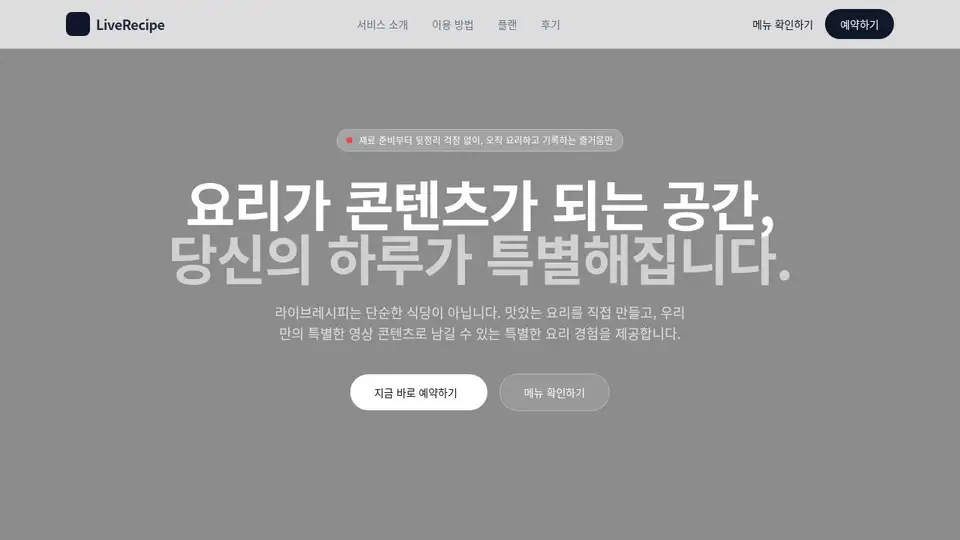 LiveRecipe
서비스 소개
이용 방법
플랜
후기
메뉴 확인하기
예약하기
재료 준비부터 뒷정리 걱정 없이, 오직 요리하고 기록하는 즐거움만
요리가 콘텐츠가 되는 공간,
당신의 하루가 특별해집니다.
라이브레시피는 단순한 식당이 아닙니다. 맛있는 요리를 직접 만들고, 우리
만의 특별한 영상 콘텐츠로 남길 수 있는 특별한 요리 경험을 제공합니다.
지금 바로 예약하기
메뉴 확인하기